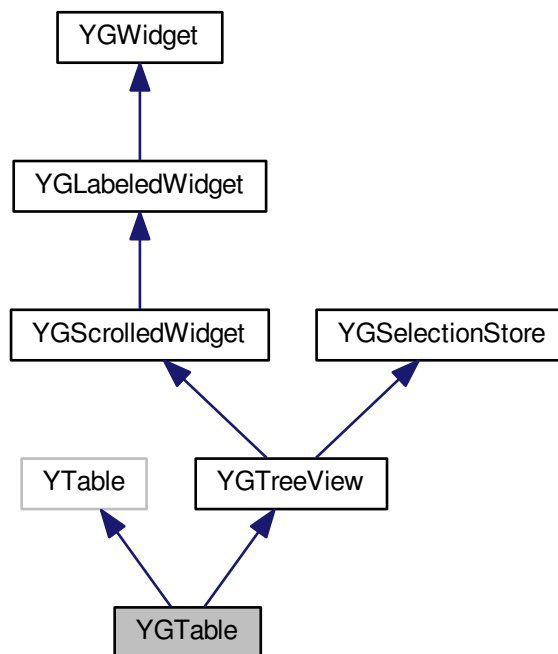 YGWidget
YGLabeledWidget
YGScrolledWidget
YGSelectionStore
YTable
YGTreeView
YGTable